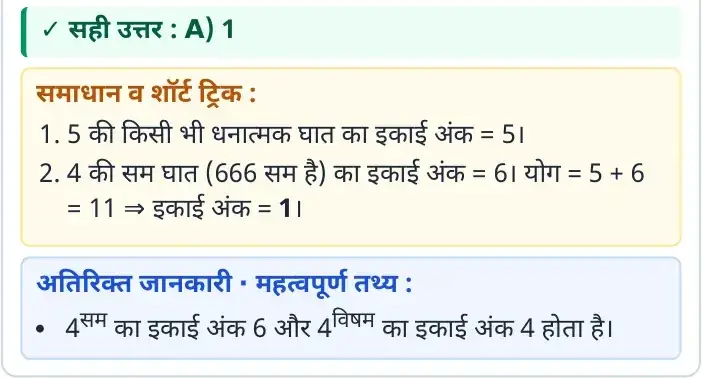 ✓ सही उत्तर : A) 1
समाधान व शॉर्ट ट्रिक :
1. 5 की किसी भी धनात्मक घात का इकाई अंक = 5।
2. 4 की सम घात (666 सम है) का इकाई अंक = 6। योग = 5 + 6
= 11 ⇒ इकाई अंक = 1।
अतिरिक्त जानकारी · महत्वपूर्ण तथ्य :
• 4^सम का इकाई अंक 6 और 4^विषम का इकाई अंक 4 होता है।